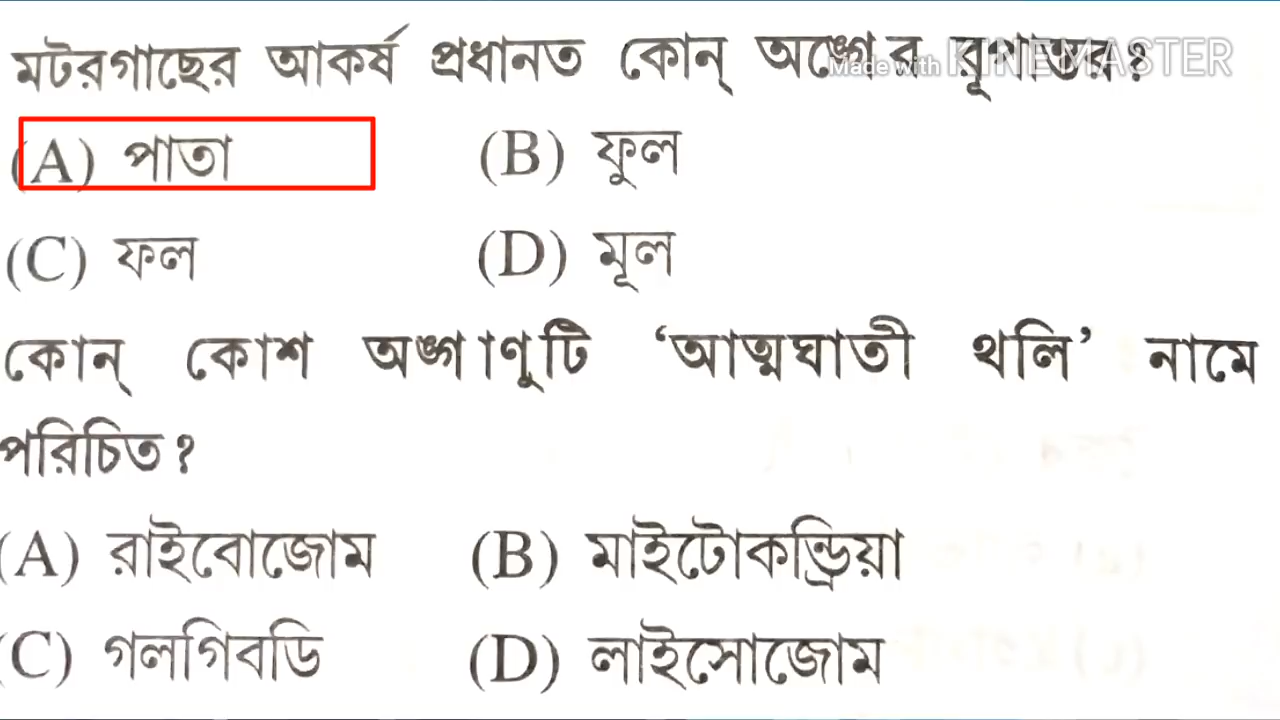 মটরগাছের আকর্ষ প্রধানত কোন্ অঙ্গের রূপান্তর?
Made with KINEMASTER
(A) পাতা (B) ফুল
(C) ফল (D) মূল
কোন্ কোশ অঙ্গাণুটি ‘আত্মঘাতী থলি’ নামে
পরিচিত?
(A) রাইবোজোম (B) মাইটোকন্ড্রিয়া
(C) গলগিবডি (D) লাইসোজোম